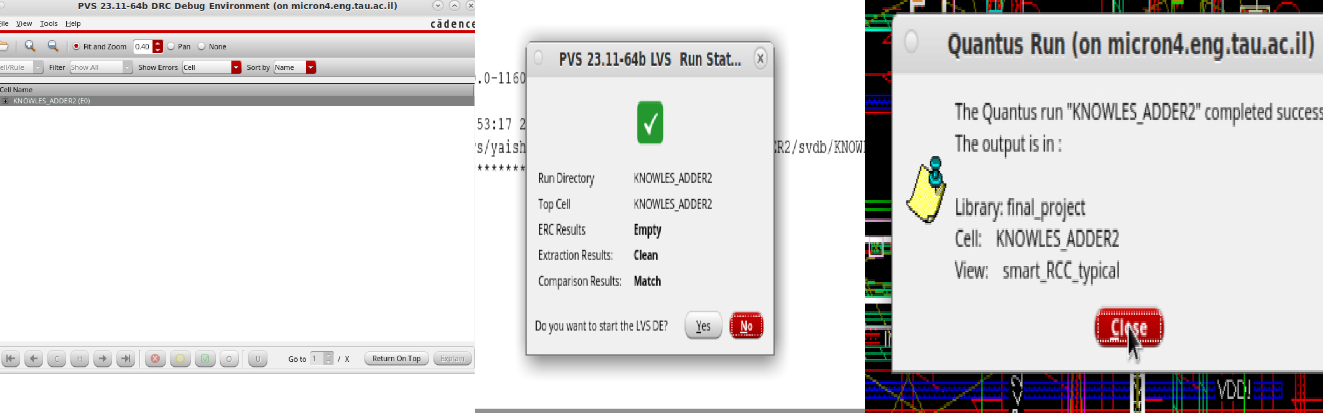 PVS 23.11-64b DRC Debug Environment (on micron4.eng.tau.ac.il)
File View Tools Help
cādence
Fit and Zoom 0.40 Pan None
Cell/Rule Filter Show All Show Errors Cell Sort by Name
Cell Name
KNOWLES_ADDER2 (E0)
Go to 1 / X Return On Top Explain
.0-1160
53:17 2
s/yaish
R2/svdb/KNOWL
*******
PVS 23.11-64b LVS Run Stat...
Run Directory KNOWLES_ADDER2
Top Cell KNOWLES_ADDER2
ERC Results Empty
Extraction Results: Clean
Comparison Results: Match
Do you want to start the LVS DE? Yes No
Quantus Run (on micron4.eng.tau.ac.il)
The Quantus run "KNOWLES_ADDER2" completed success
The output is in :
Library: final_project
Cell: KNOWLES_ADDER2
View: smart_RCC_typical
Close
VDD!